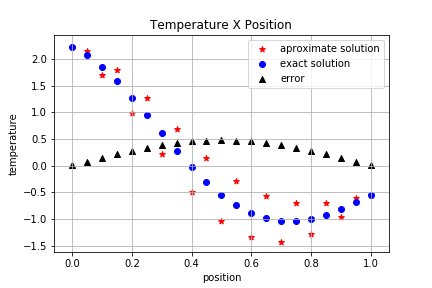 Temperature X Position
aproximate solution
exact solution
error
temperature
2.0
1.5
1.0
0.5
0.0
−0.5
−1.0
−1.5
0.0 0.2 0.4 0.6 0.8 1.0
position